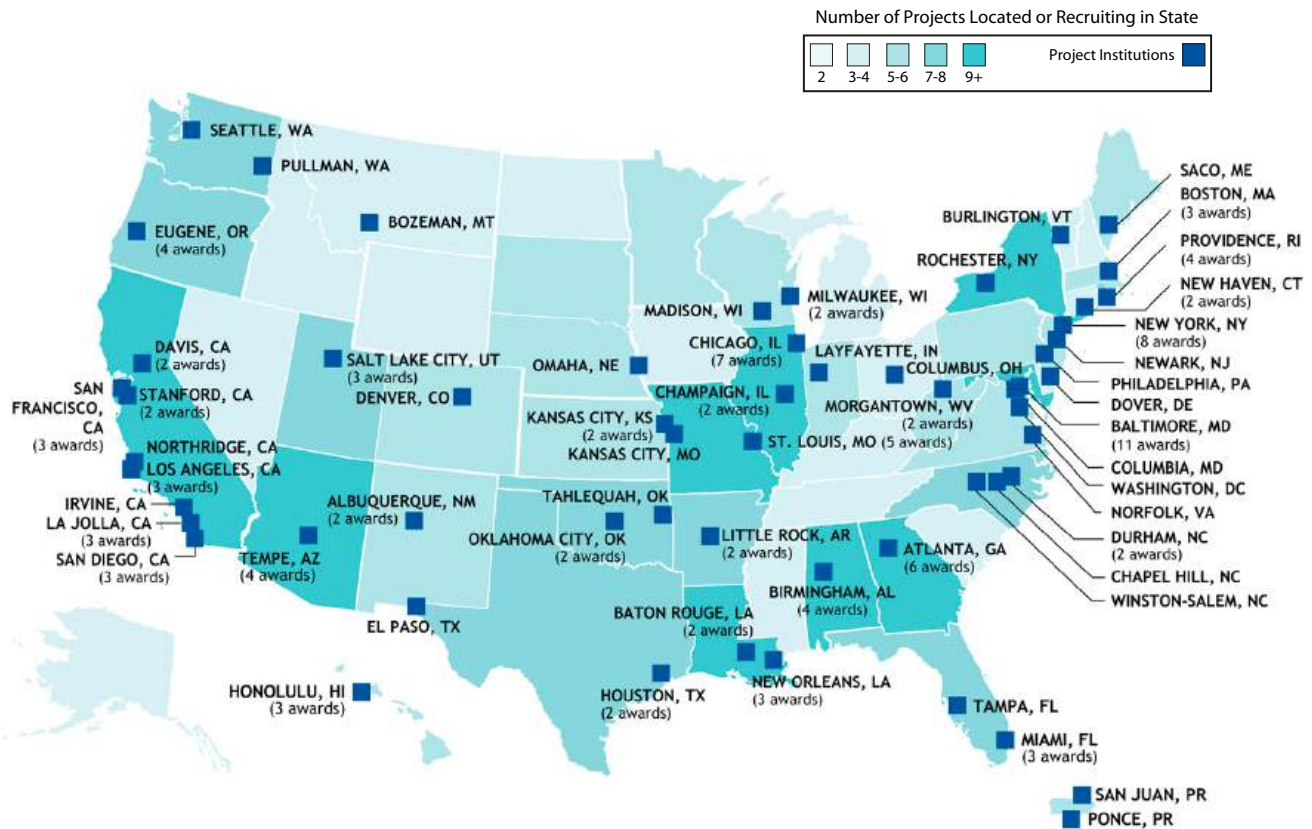 Number of Projects Located or Recruiting in State
2
3-4
5-6
7-8
9+
Project Institutions
SEATTLE, WA
PULLMAN, WA
BOZEMAN, MT
EUGENE, OR
(4 awards)
DAVIS, CA
(2 awards)
SAN
FRANCISCO,
CA
(3 awards)
STANFORD, CA
(2 awards)
NORTHRIDGE, CA
LOS ANGELES, CA
(3 awards)
IRVINE, CA
LA JOLLA, CA
(3 awards)
SAN DIEGO, CA
(3 awards)
SALT LAKE CITY, UT
(3 awards)
DENVER, CO
TEMPE, AZ
(4 awards)
ALBUQUERQUE, NM
(2 awards)
EL PASO, TX
HONOLULU, HI
(3 awards)
OMAHA, NE
KANSAS CITY, KS
(2 awards)
KANSAS CITY, MO
TAHLEQUAH, OK
OKLAHOMA CITY, OK
(2 awards)
HOUSTON, TX
(2 awards)
MADISON, WI
MILWAUKEE, WI
(2 awards)
CHICAGO, IL
(7 awards)
CHAMPAIGN, IL
(2 awards)
ST. LOUIS, MO (5 awards)
LAYFAYETTE, IN
COLUMBUS, OH
MORGANTOWN, WV
(2 awards)
LITTLE ROCK, AR
(2 awards)
BIRMINGHAM, AL
(4 awards)
ATLANTA, GA
(6 awards)
BATON ROUGE, LA
(2 awards)
NEW ORLEANS, LA
(3 awards)
TAMPA, FL
MIAMI, FL
(3 awards)
SAN JUAN, PR
PONCE, PR
BURLINGTON, VT
ROCHESTER, NY
SACO, ME
BOSTON, MA
(3 awards)
PROVIDENCE, RI
(4 awards)
NEW HAVEN, CT
(2 awards)
NEW YORK, NY
(8 awards)
NEWARK, NJ
PHILADELPHIA, PA
DOVER, DE
BALTIMORE, MD
(11 awards)
COLUMBIA, MD
WASHINGTON, DC
NORFOLK, VA
DURHAM, NC
(2 awards)
CHAPEL HILL, NC
WINSTON-SALEM, NC